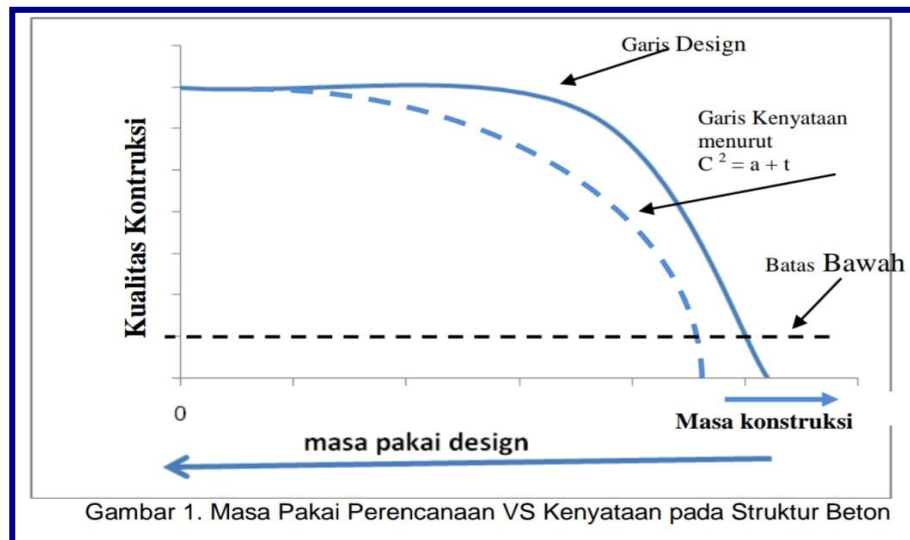 Garis Design
Garis Kenyataan
menurut
C ² = a + t
Batas Bawah
Kualitas Kontruksi
0
Masa konstruksi
masa pakai design
Gambar 1. Masa Pakai Perencanaan VS Kenyataan pada Struktur Beton